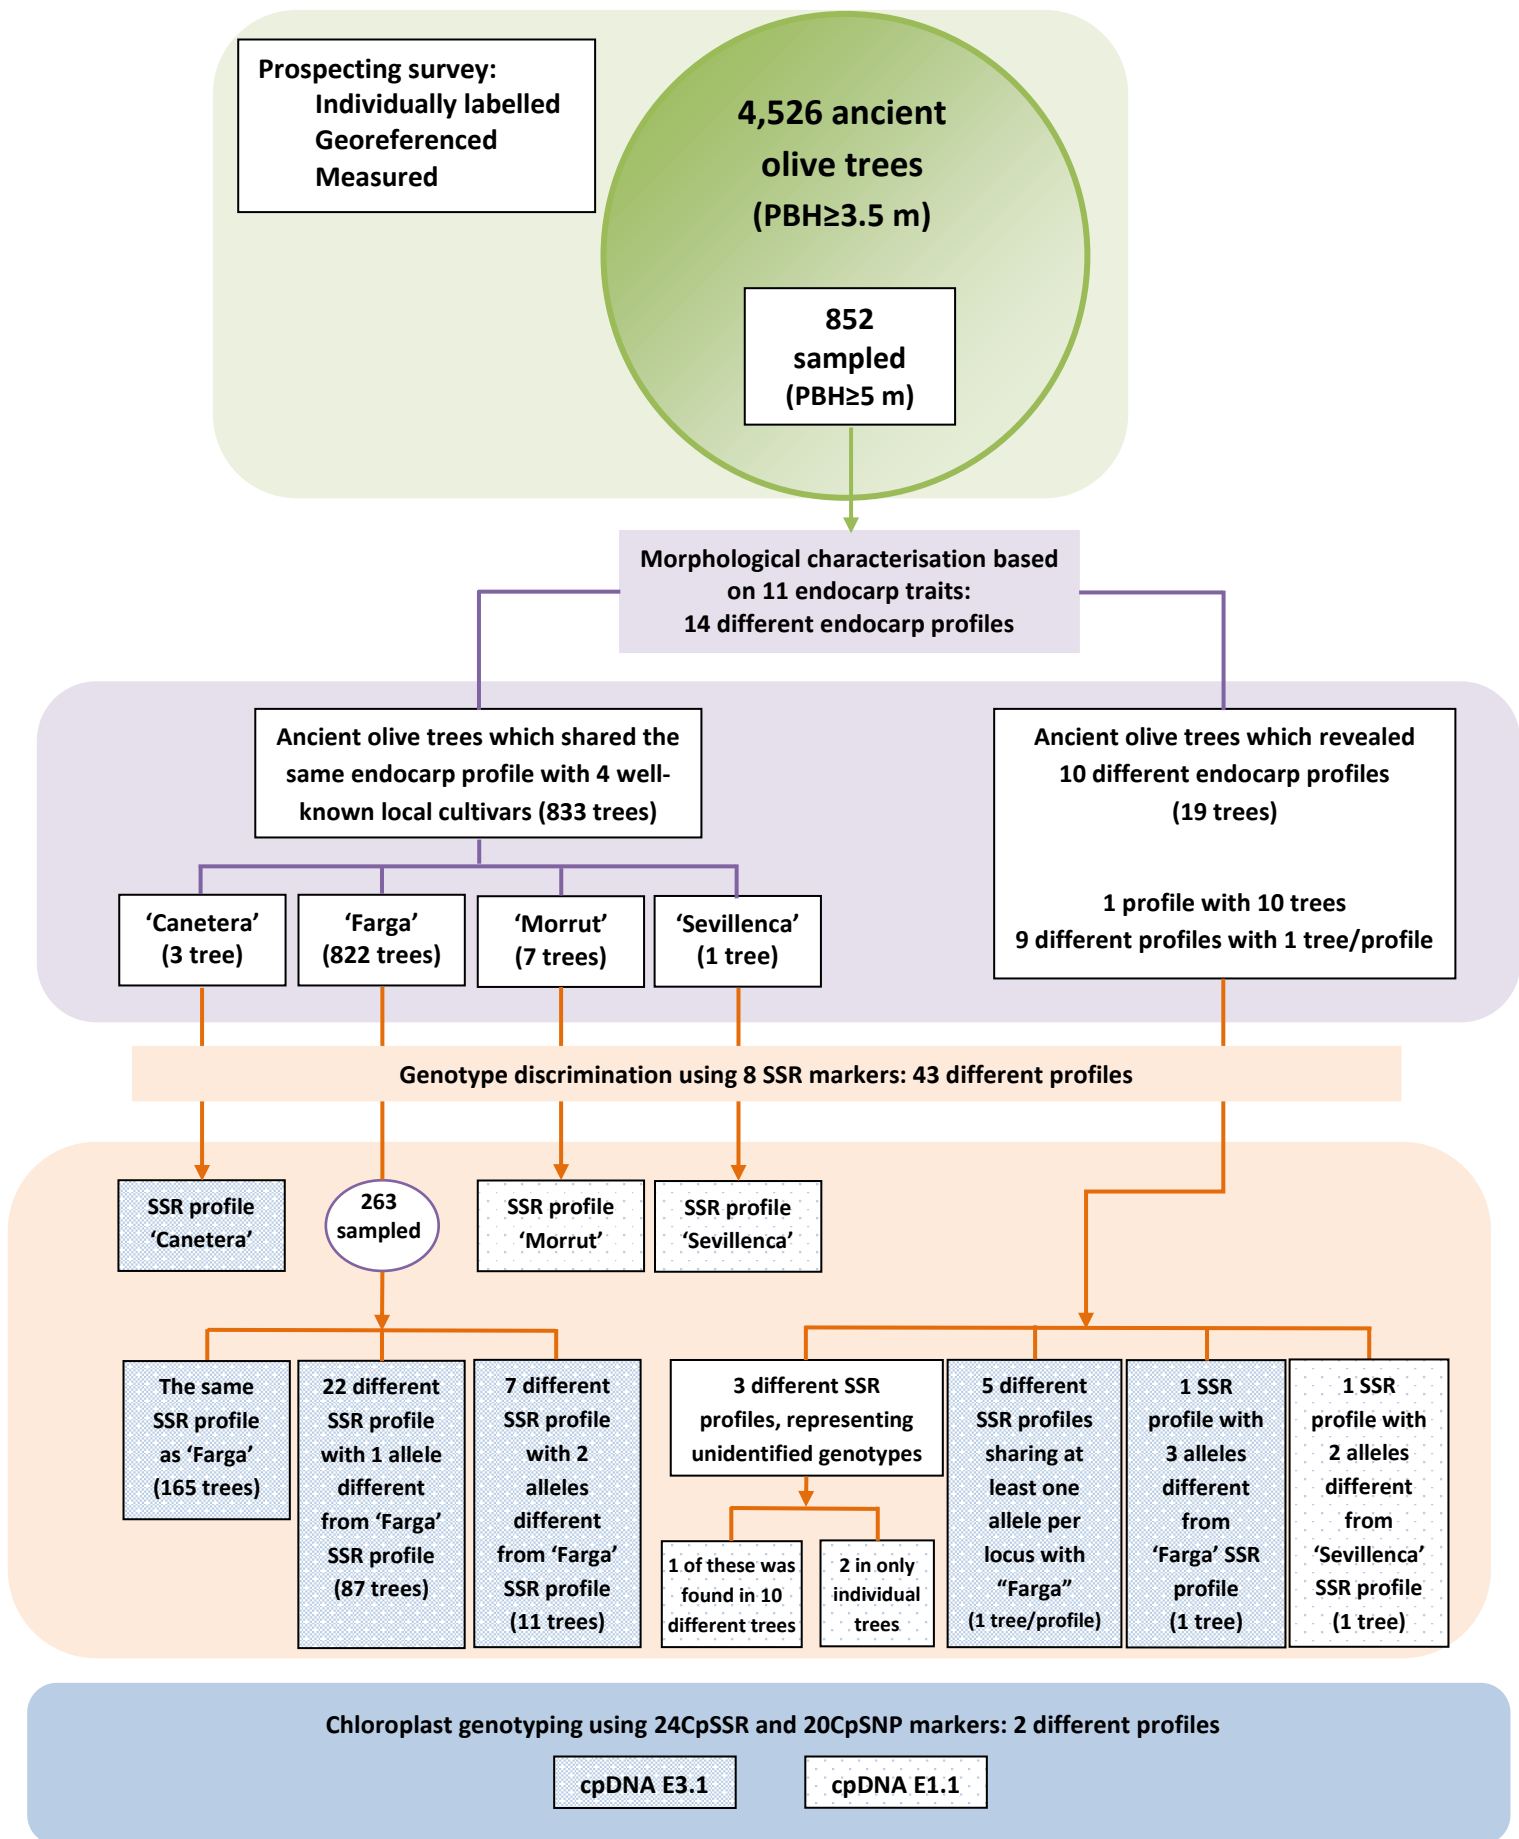 Prospecting survey:
Individually labelled
Georeferenced
Measured
4,526 ancient
olive trees
(PBH≥3.5 m)
852
sampled
(PBH≥5 m)
Morphological characterisation based
on 11 endocarp traits:
14 different endocarp profiles
Ancient olive trees which shared the
same endocarp profile with 4 well-
known local cultivars (833 trees)
Ancient olive trees which revealed
10 different endocarp profiles
(19 trees)
1 profile with 10 trees
9 different profiles with 1 tree/profile
‘Canetera’
(3 tree)
‘Farga’
(822 trees)
‘Morrut’
(7 trees)
‘Sevillenca’
(1 tree)
Genotype discrimination using 8 SSR markers: 43 different profiles
SSR profile
‘Canetera’
263
sampled
SSR profile
‘Morrut’
SSR profile
‘Sevillenca’
The same
SSR profile
as ‘Farga’
(165 trees)
22 different
SSR profile
with 1 allele
different
from ‘Farga’
SSR profile
(87 trees)
7 different
SSR profile
with 2
alleles
different
from ‘Farga’
SSR profile
(11 trees)
3 different SSR
profiles, representing
unidentified genotypes
1 of these was
found in 10
different trees
2 in only
individual
trees
5 different
SSR profiles
sharing at
least one
allele per
locus with
“Farga”
(1 tree/profile)
1 SSR
profile with
3 alleles
different
from
‘Farga’ SSR
profile
(1 tree)
1 SSR
profile with
2 alleles
different
from
‘Sevillenca’
SSR profile
(1 tree)
Chloroplast genotyping using 24CpSSR and 20CpSNP markers: 2 different profiles
cpDNA E3.1
cpDNA E1.1